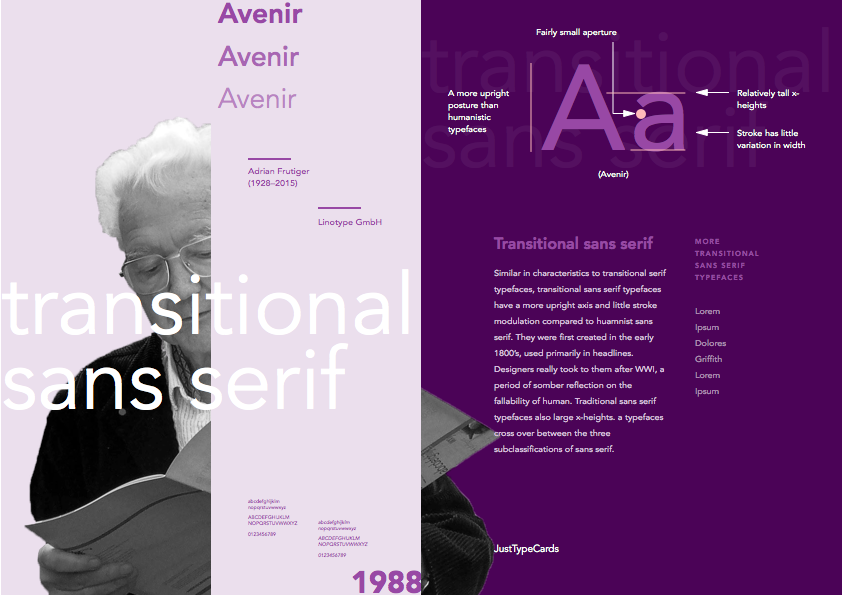 Avenir
Avenir
Avenir
Adrian Frutiger
(1928–2015)
Linotype GmbH
transitional
sans serif
abcdefghijklm
nopqrstuvwxyz
ABCDEFGHIJKLM
NOPQRSTUVWXYZ
0123456789
abcdefghijklm
nopqrstuvwxyz
ABCDEFGHIJKLM
NOPQRSTUVWXYZ
0123456789
1988
transitional
sans serif
Fairly small aperture
A more upright
posture than
humanistic
typefaces
Aa
Relatively tall x-
heights
Stroke has little
variation in width
(Avenir)
Transitional sans serif
Similar in characteristics to transitional serif
typefaces, transitional sans serif typefaces
have a more upright axis and little stroke
modulation compared to huamnist sans
serif. They were first created in the early
1800's, used primarily in headlines.
Designers really took to them after WWI, a
period of somber reflection on the
fallability of human. Traditional sans serif
typefaces also large x-heights. a typefaces
cross over between the three
subclassifications of sans serif.
MORE
TRANSITIONAL
SANS SERIF
TYPEFACES
Lorem
Ipsum
Dolores
Griffith
Lorem
Ipsum
JustTypeCards